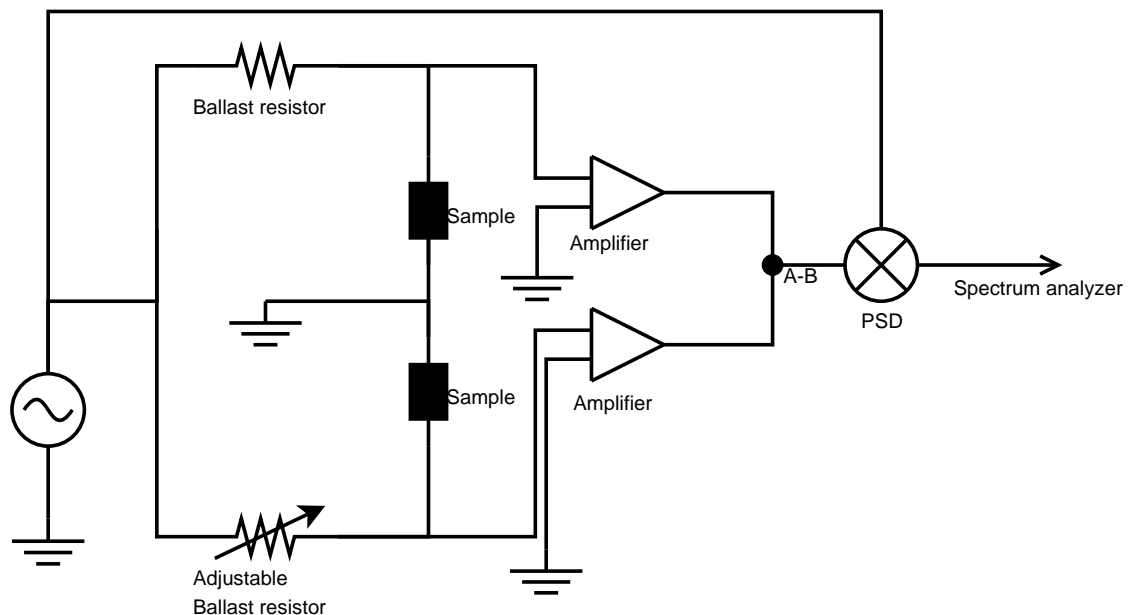 Ballast resistor
Sample
Amplifier
A-B
Spectrum analyzer
PSD
Sample
Amplifier
Adjustable
Ballast resistor